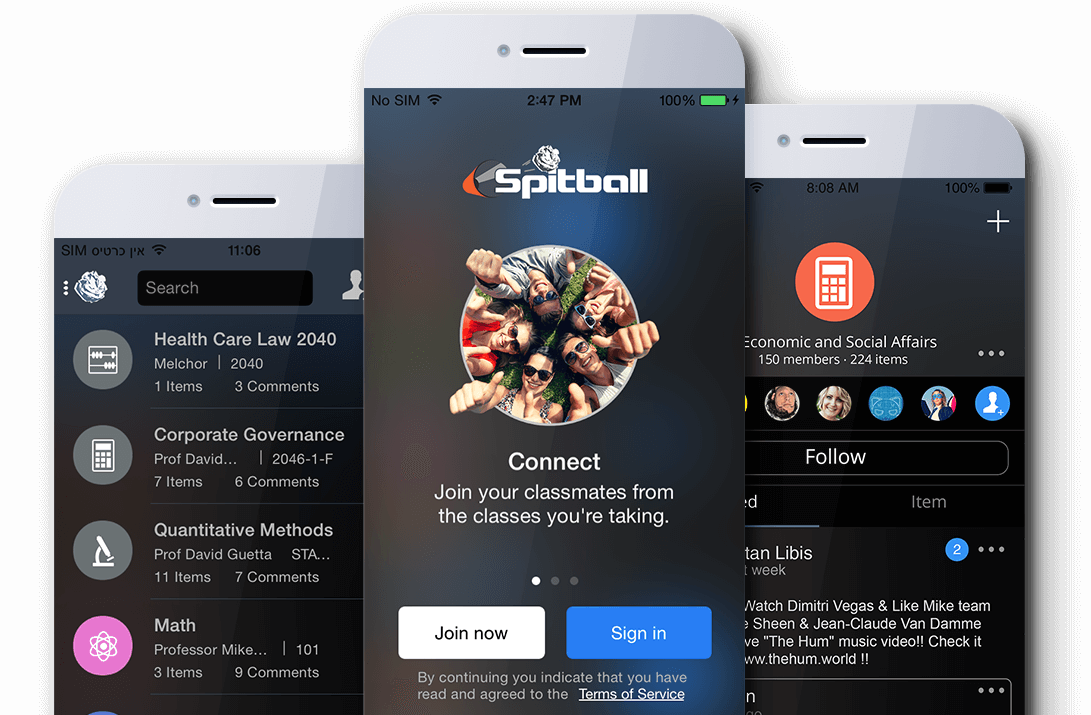 אין כרטיס SIM 11:06
Search
Health Care Law 2040
Melchor | 2040
1 Items 3 Comments
Corporate Governance
Prof David... | 2046-1-F
7 Items 6 Comments
Quantitative Methods
Prof David Guetta STA...
11 Items 7 Comments
Math
Professor Mike... | 101
3 Items 9 Comments
No SIM 2:47 PM 100%
Spitball
Connect
Join your classmates from
the classes you're taking.
Join now Sign in
By continuing you indicate that you have
read and agreed to the Terms of Service
8:08 AM 100%
Economic and Social Affairs
150 members · 224 items
Follow
Item
Libis 2
week
Watch Dimitri Vegas & Like Mike team
Sheen & Jean-Claude Van Damme
"The Hum" music video!! Check it
www.thehum.world !!